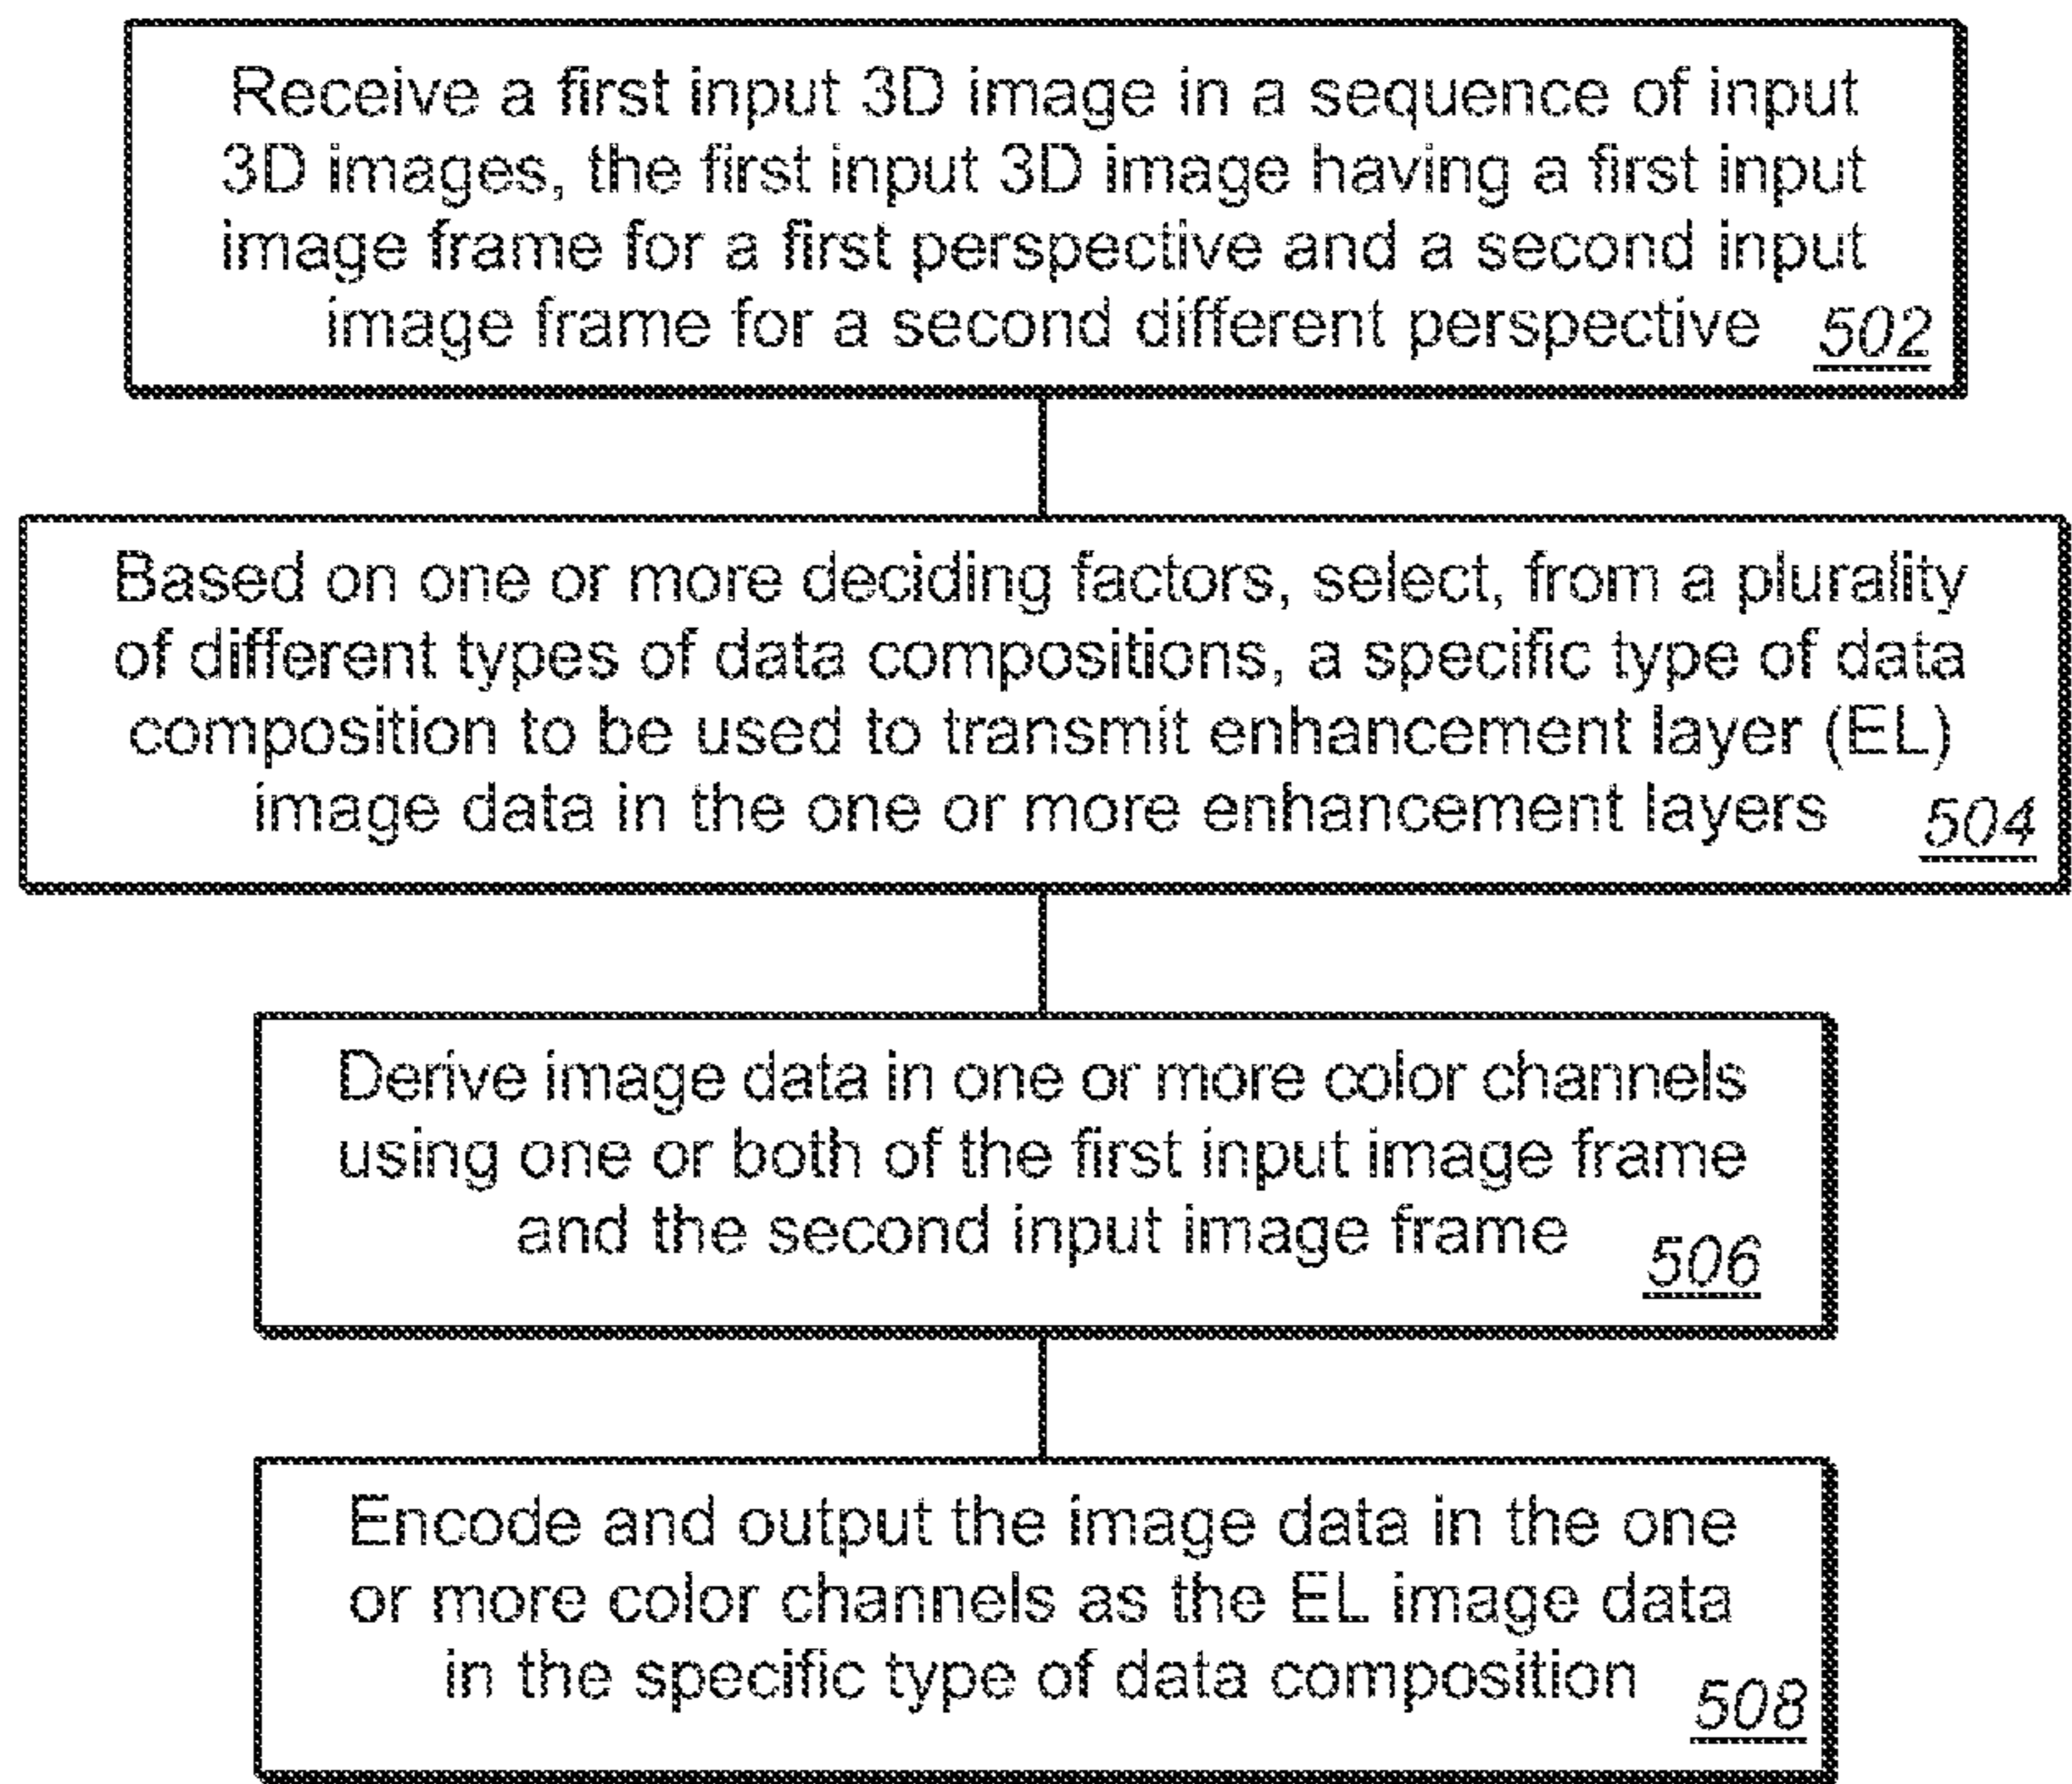 Receive a first input 3D image in a sequence of input
3D images, the first input 3D image having a first input
image frame for a first perspective and a second input
image frame for a second different perspective 502
Based on one or more deciding factors, select, from a plurality
of different types of data compositions, a specific type of data
composition to be used to transmit enhancement layer (EL)
image data in the one or more enhancement layers 504
Derive image data in one or more color channels
using one or both of the first input image frame
and the second input image frame 506
Encode and output the image data in the one
or more color channels as the EL image data
in the specific type of data composition 508